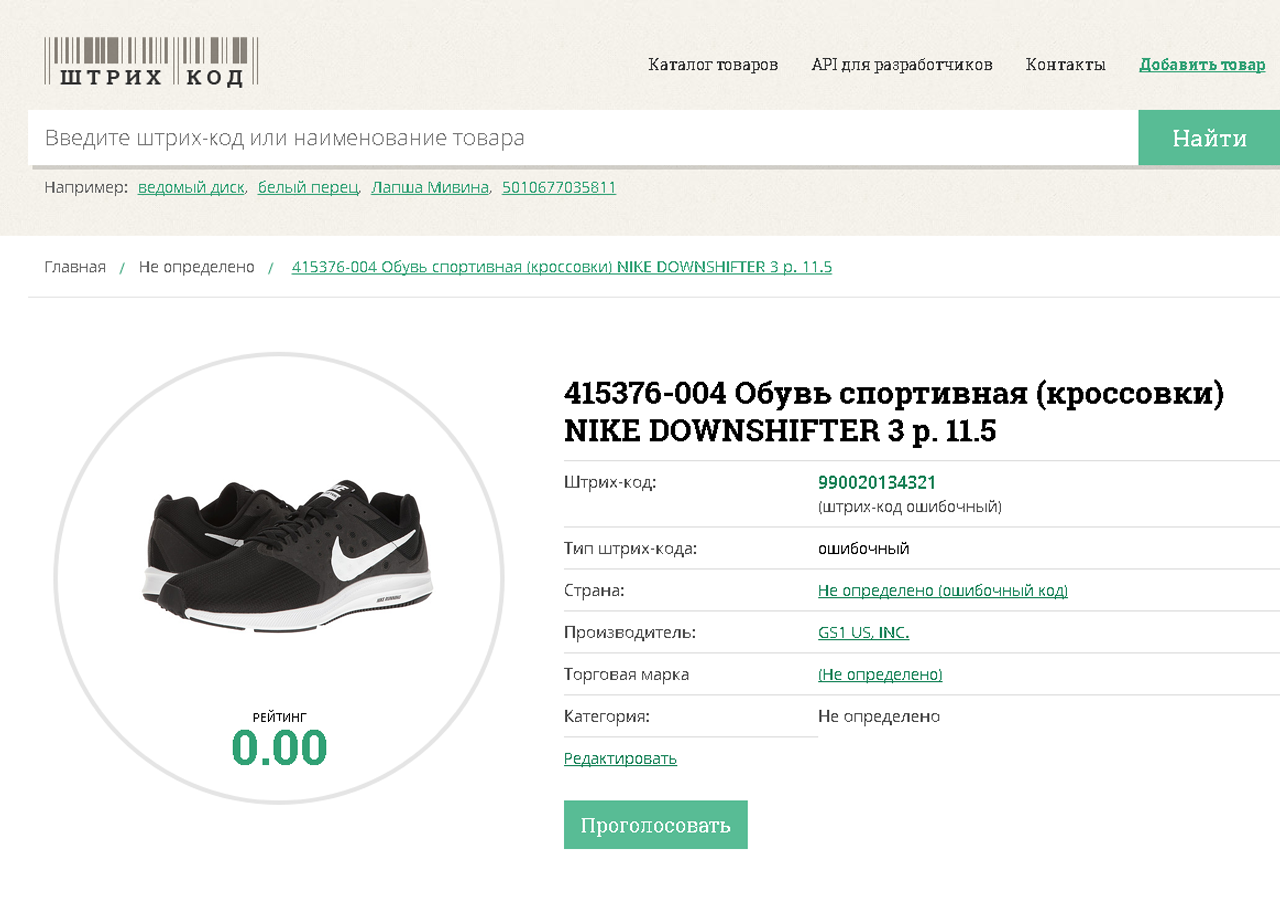 ШТРИХ КОД
Каталог товаров API для разработчиков Контакты Добавить товар
Введите штрих-код или наименование товара
Найти
Например: ведомый диск, белый перец, Лапша Мивина, 5010677035811
Главная / Не определено / 415376-004 Обувь спортивная (кроссовки) NIKE DOWNSHIFTER 3 р. 11.5
415376-004 Обувь спортивная (кроссовки)
NIKE DOWNSHIFTER 3 р. 11.5
Штрих-код: 990020134321
(штрих-код ошибочный)
Тип штрих-кода: ошибочный
Страна: Не определено (ошибочный код)
Производитель: GS1 US, INC.
Торговая марка (Не определено)
Категория: Не определено
Редактировать
Проголосовать
РЕЙТИНГ
0.00